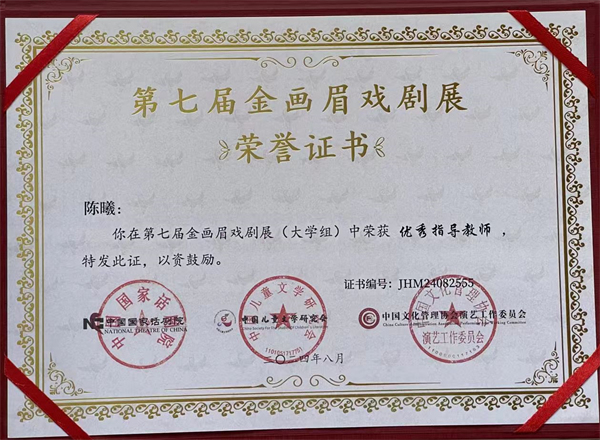 第七届金画眉戏剧展
荣誉证书
陈曦：
你在第七届金画眉戏剧展（大学组）中荣获 优秀指导教师，
特发此证，以资鼓励。
证书编号：JHM24082555
中国国家话剧院
NATIONAL THEATRE OF CHINA
中国儿童文学研究会
中国文化管理协会演艺工作委员会
演艺工作委员会
二〇二四年八月